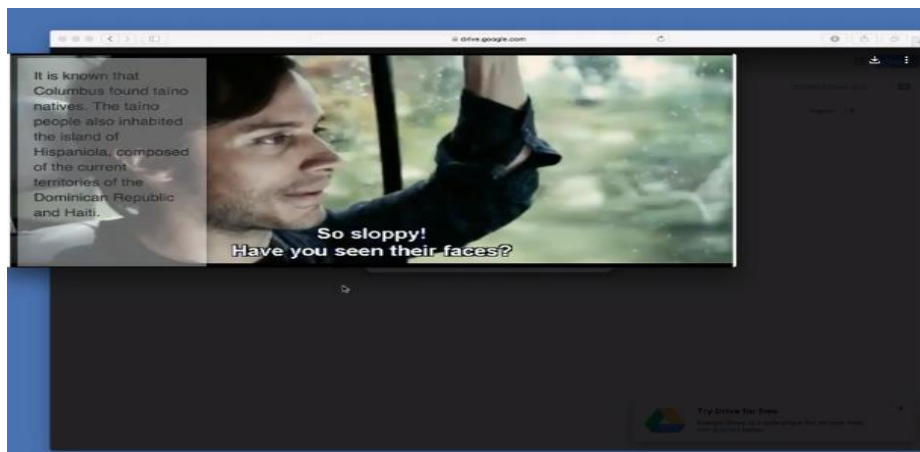 drive.google.com
It is known that
Columbus found taíno
natives. The taíno
people also inhabited
the island of
Hispaniola, composed
of the current
territories of the
Dominican Republic
and Haiti.
So sloppy!
Have you seen their faces?
Try Drive for free